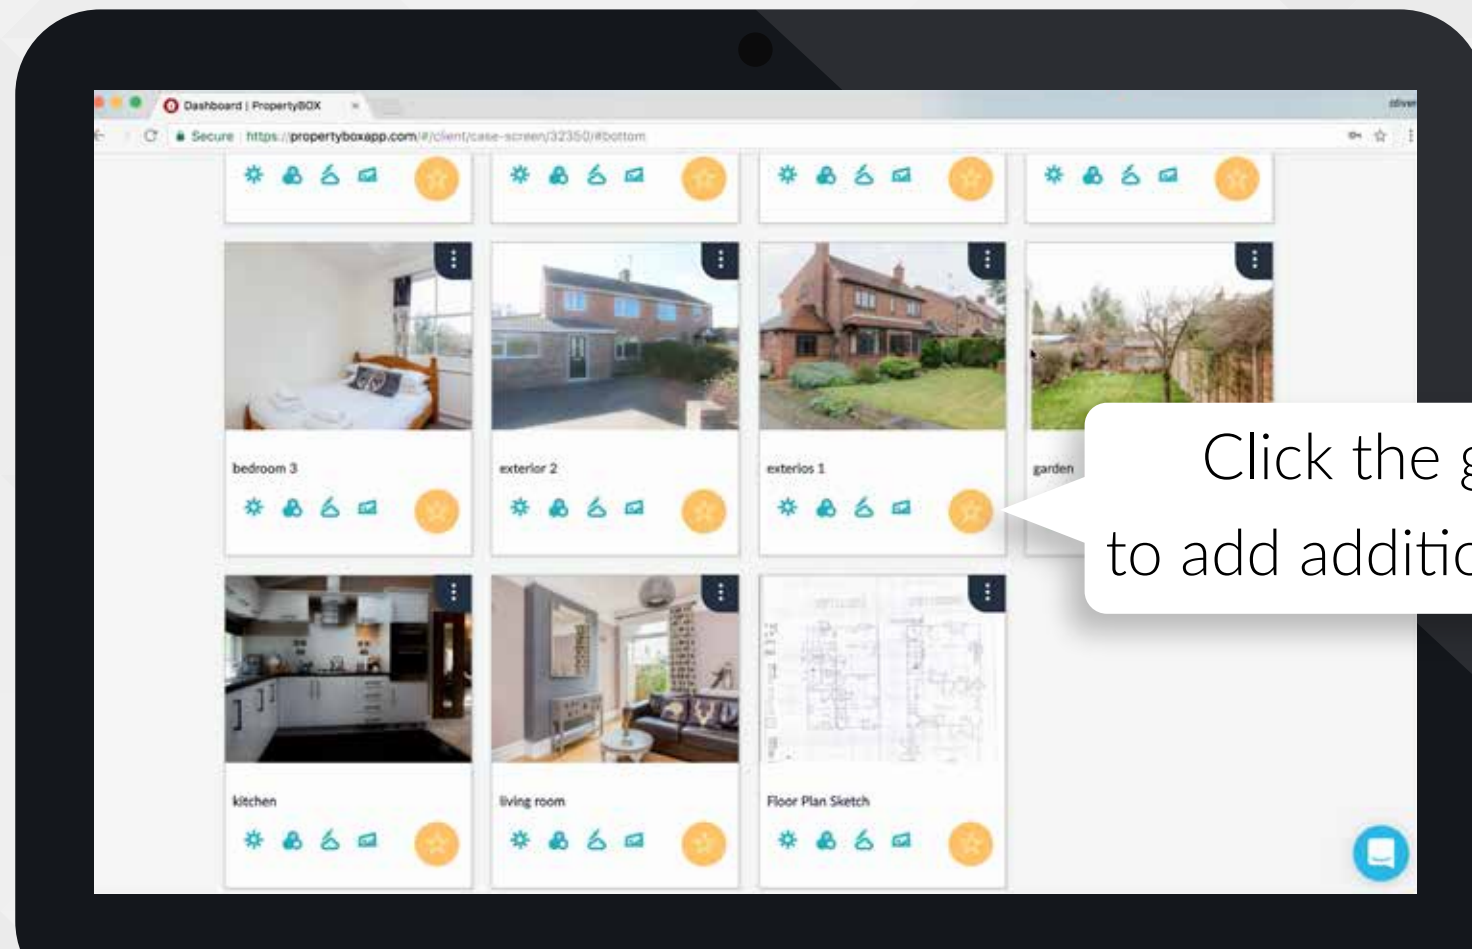 Dashboard | PropertyBOX
Secure https://propertyboxapp.com/#/client/case-screen/32350/#bottom
bedroom 3
exterior 2
exterios 1
garden
Click the g
to add additio
kitchen
living room
Floor Plan Sketch